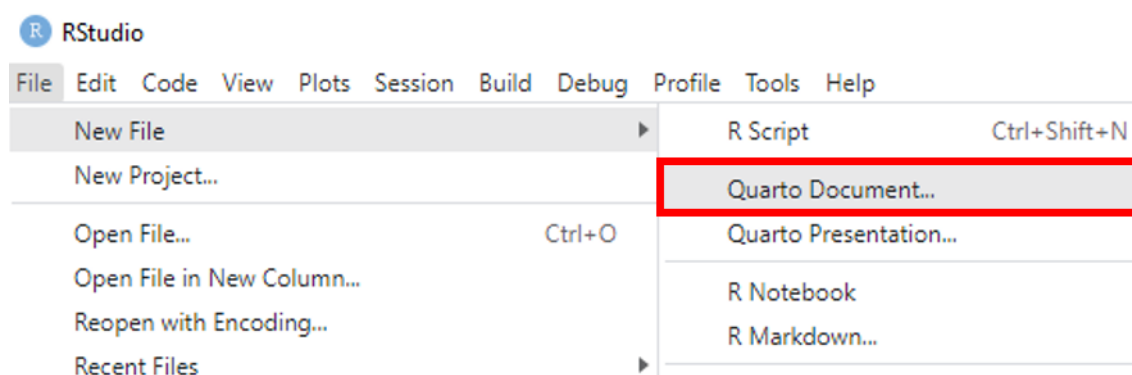 RStudio
File Edit Code View Plots Session Build Debug Profile Tools Help
New File
New Project...
Open File... Ctrl+O
Open File in New Column...
Reopen with Encoding...
Recent Files
R Script Ctrl+Shift+N
Quarto Document...
Quarto Presentation...
R Notebook
R Markdown...